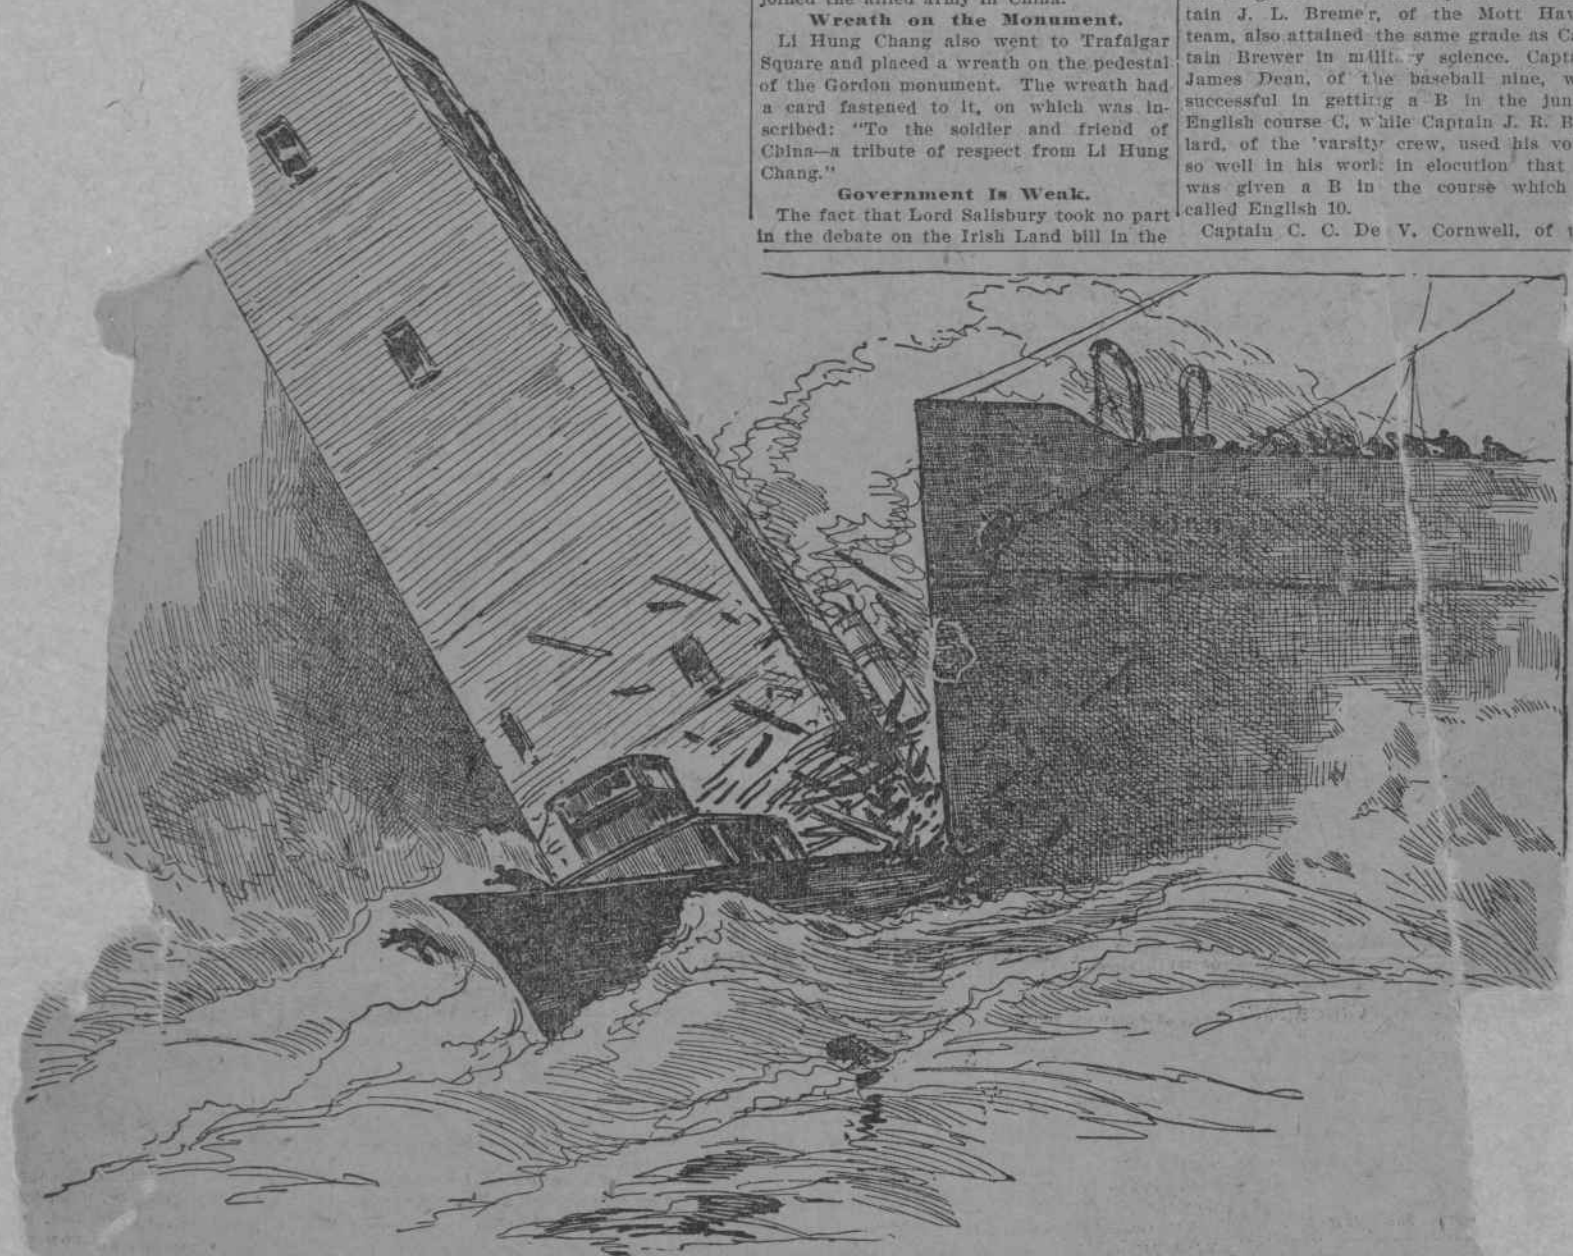 joined the allied army in China.
Wreath on the Monument.
Li Hung Chang also went to Trafalgar
Square and placed a wreath on the pedestal
of the Gordon monument. The wreath had
a card fastened to it, on which was in-
scribed: "To the soldier and friend of
China—a tribute of respect from Li Hung
Chang."
Government Is Weak.
The fact that Lord Salisbury took no part
in the debate on the Irish Land bill in the
tain J. L. Bremer, of the Mott Hav
team, also attained the same grade as Ca
tain Brewer in military science. Capta
James Dean, of the baseball nine, w
successful in getting a B in the jun
English course C, while Captain J. R. B
lard, of the 'varsity crew, used his vo
so well in his work in elocution that
was given a B in the course which
called English 10.
Captain C. C. De V. Cornwell, of